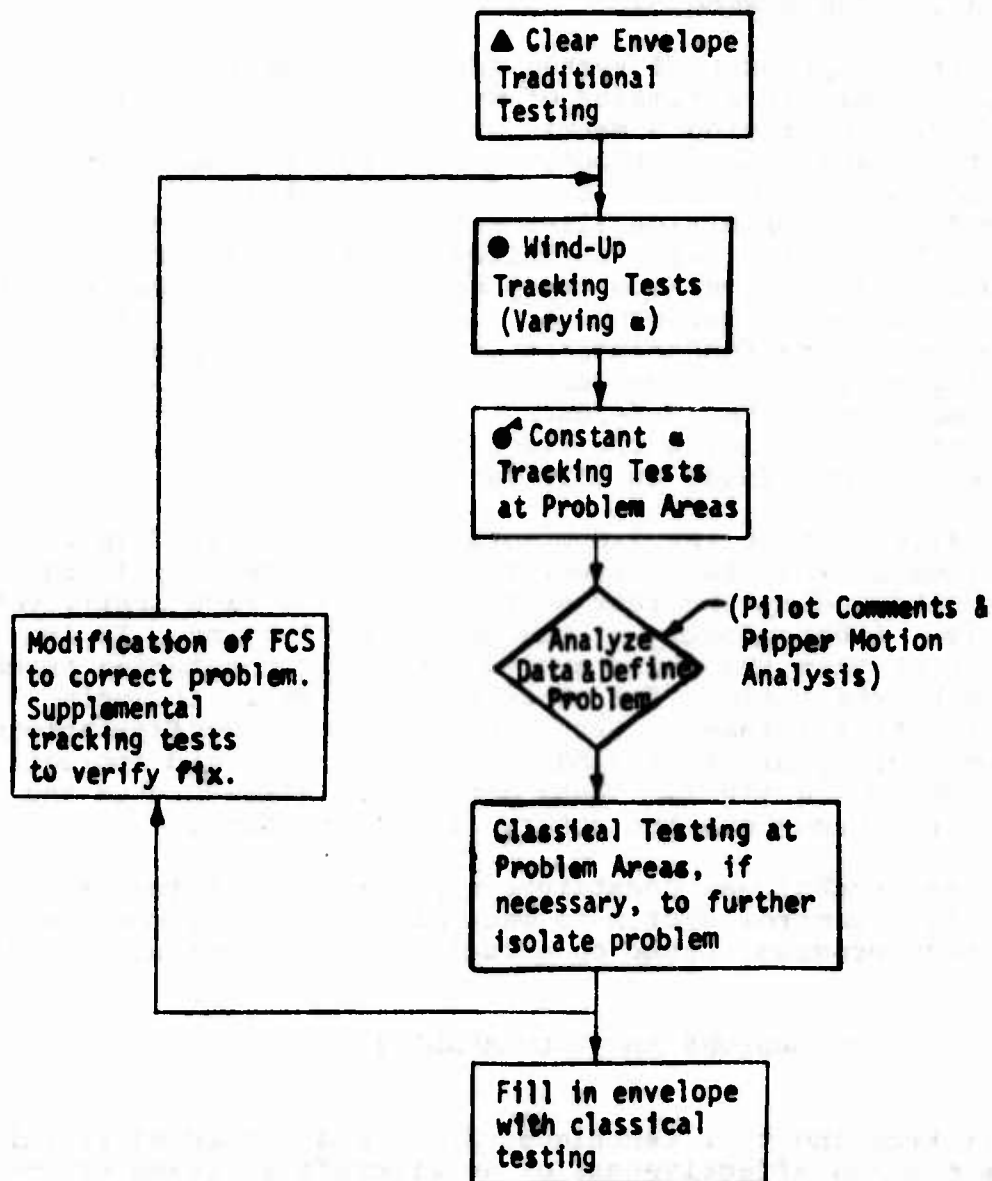 ▲ Clear Envelope
Traditional
Testing
● Wind-Up
Tracking Tests
(Varying α)
Constant α
Tracking Tests
at Problem Areas
Analyze
Data & Define
Problem
(Pilot Comments &
Pipper Motion
Analysis)
Modification of FCS
to correct problem.
Supplemental
tracking tests
to verify fix.
Classical Testing at
Problem Areas, if
necessary, to further
isolate problem
Fill in envelope
with classical
testing